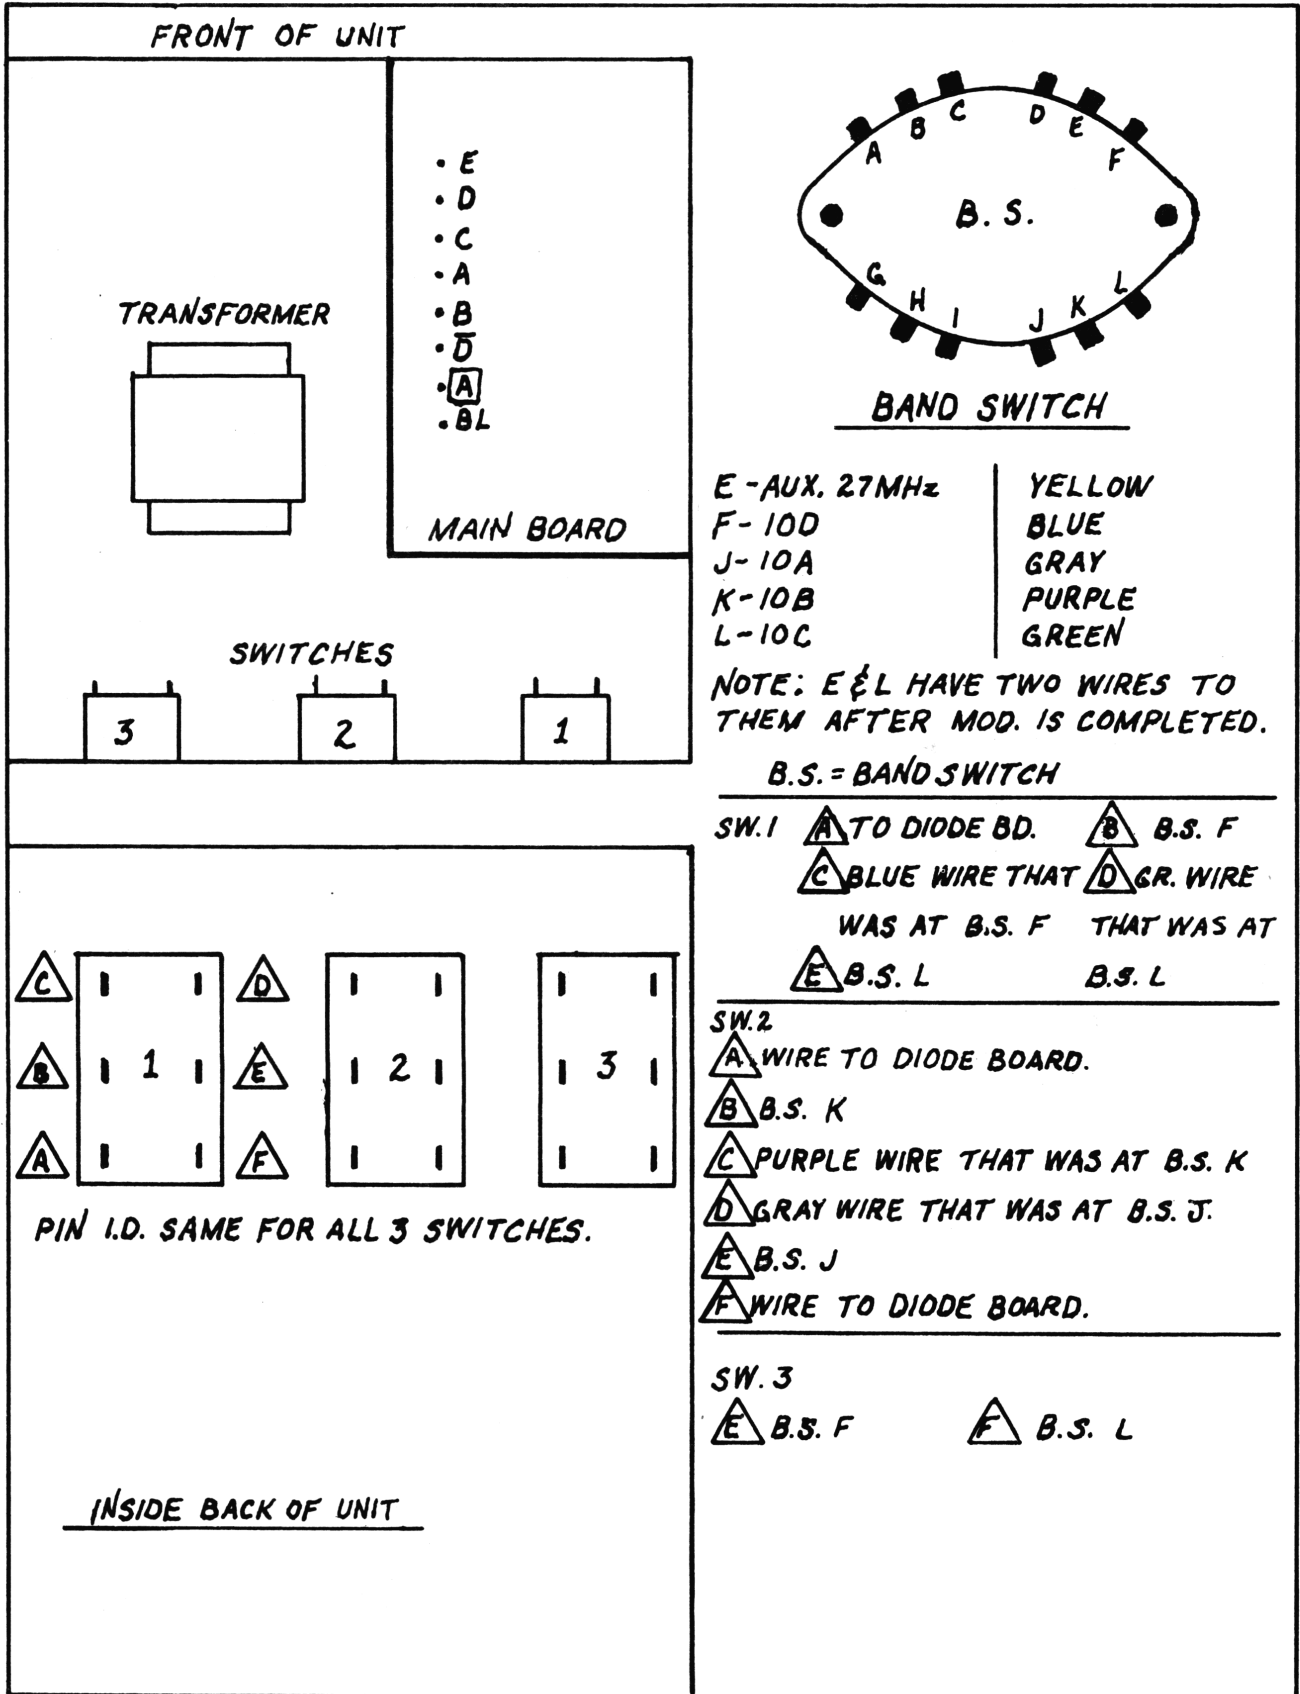 FRONT OF UNIT
• E
• D
• C
• A
• B
• D̅
• A
• BL
TRANSFORMER
MAIN BOARD
SWITCHES
3 2 1
A B C D E F
B. S.
G H I J K L
BAND SWITCH
E - AUX. 27MHz YELLOW
F - 10D BLUE
J - 10A GRAY
K - 10B PURPLE
L - 10C GREEN
NOTE: E & L HAVE TWO WIRES TO
THEM AFTER MOD. IS COMPLETED.
B.S. = BAND SWITCH
SW.1 A TO DIODE BD. B B.S. F
C BLUE WIRE THAT D GR. WIRE
WAS AT B.S. F THAT WAS AT
E B.S. L B.S. L
SW.2
A WIRE TO DIODE BOARD.
B B.S. K
C PURPLE WIRE THAT WAS AT B.S. K
D GRAY WIRE THAT WAS AT B.S. J.
E B.S. J
F WIRE TO DIODE BOARD.
SW. 3
E B.S. F F B.S. L
C D
B 1 E 2 3
A F
PIN I.D. SAME FOR ALL 3 SWITCHES.
INSIDE BACK OF UNIT